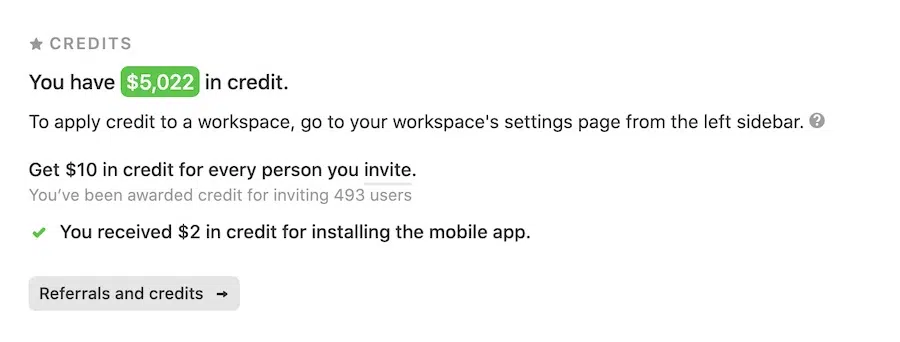 CREDITS
You have $5,022 in credit.
To apply credit to a workspace, go to your workspace's settings page from the left sidebar. ?
Get $10 in credit for every person you invite.
You’ve been awarded credit for inviting 493 users
You received $2 in credit for installing the mobile app.
Referrals and credits →